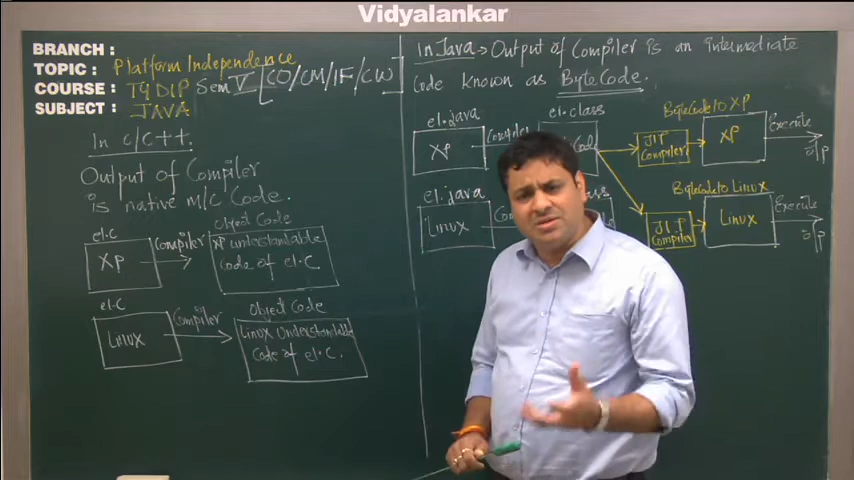 Vidyalankar
BRANCH :
TOPIC : Platform Independence
COURSE : TYDIP Sem V [CO/CM/IF/CW]
SUBJECT : JAVA
In C/C++.
Output of Compiler
is native m/c Code.
e1.C
XP
Compiler
Object Code
XP understandable
Code of e1.C
e1.C
Linux
Compiler
Object Code
Linux Understandable
Code of e1.C.
In Java → Output of Compiler is an intermediate
Code known as ByteCode.
e1.java
XP
Compiler
e1.class
Code
JIT
Compiler
ByteCode to XP
XP
Execute
o/p
e1.java
Linux
JIT
Compiler
ByteCode to Linux
Linux
Execute
o/p